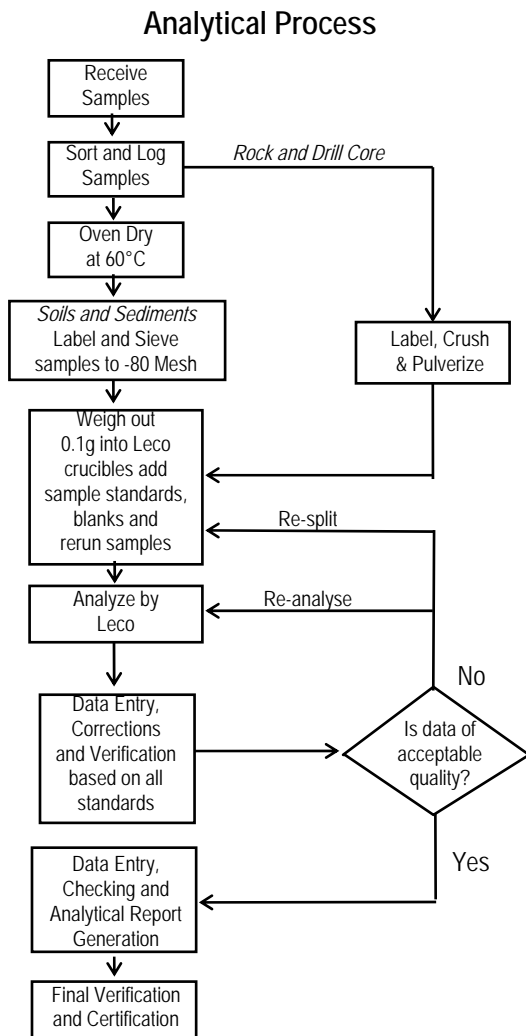 Analytical Process
Receive
Samples
Sort and Log
Samples
Rock and Drill Core
Oven Dry
at 60°C
Soils and Sediments
Label and Sieve
samples to -80 Mesh
Label, Crush
& Pulverize
Weigh out
0.1g into Leco
crucibles add
sample standards,
blanks and
rerun samples
Re-split
Analyze by
Leco
Re-analyse
No
Data Entry,
Corrections
and Verification
based on all
standards
Is data of
acceptable
quality?
Yes
Data Entry,
Checking and
Analytical Report
Generation
Final Verification
and Certification